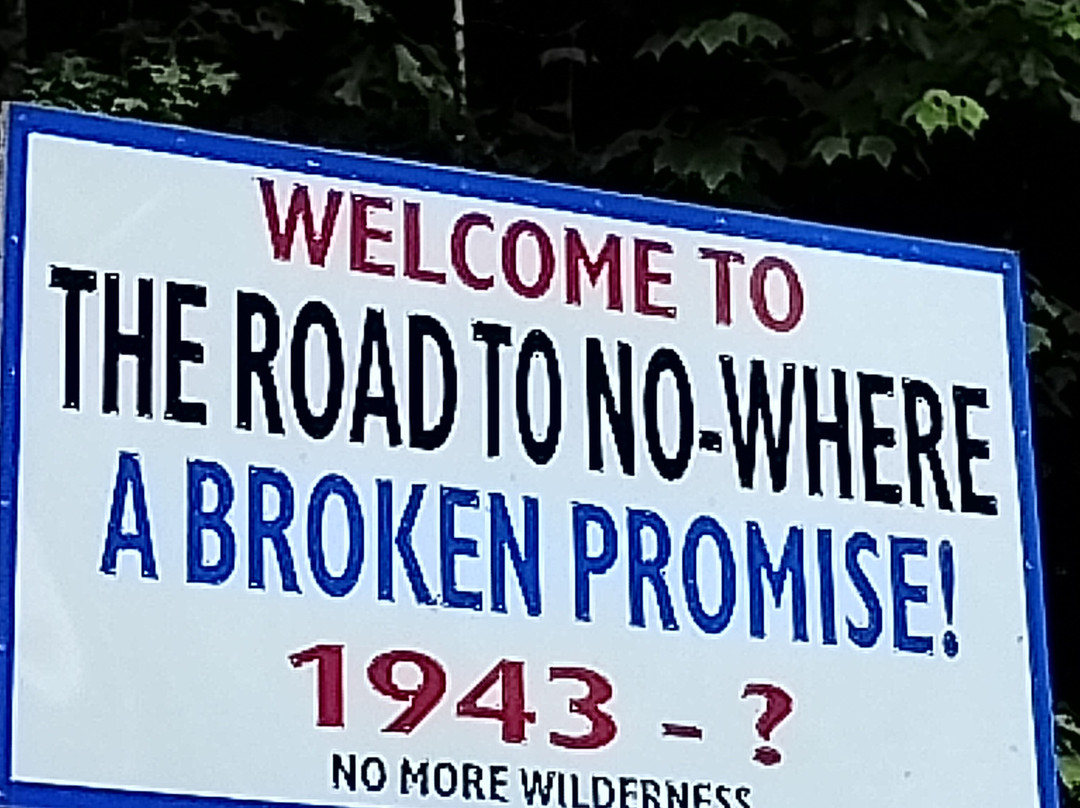 WELCOME TO
THE ROAD TO NO-WHERE
A BROKEN PROMISE!
1943 - ?
NO MORE WILDERNESS